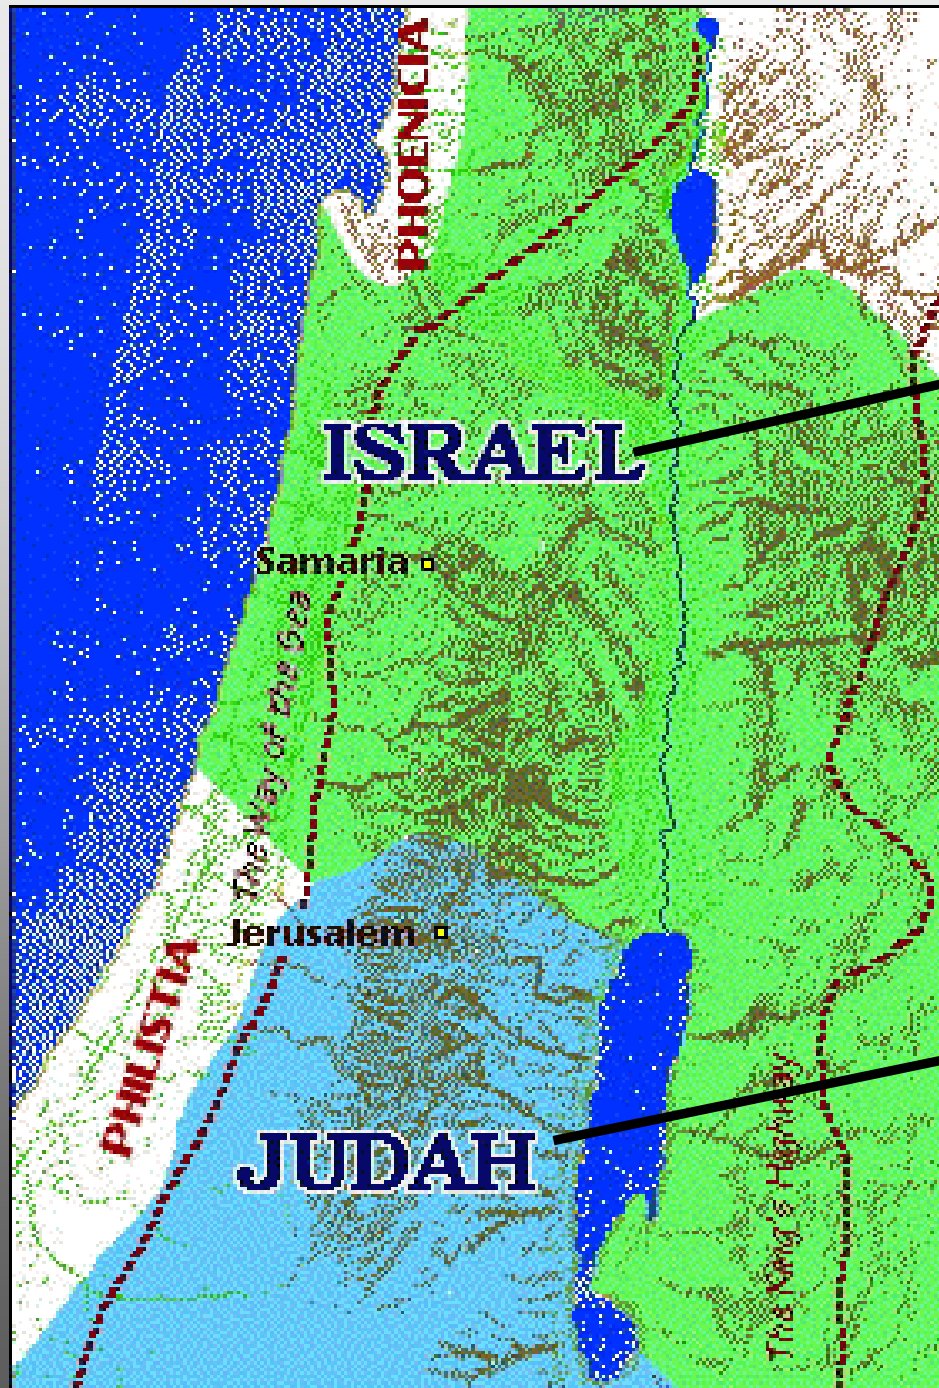 PHOENICIA
ISRAEL
Samaria
The Way of the Sea
Jerusalem
PHILISTIA
JUDAH
The King's Highway